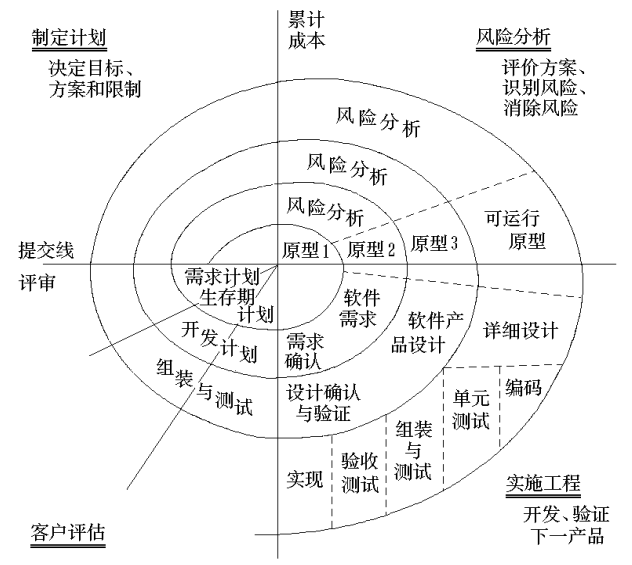 制定计划
决定目标、
方案和限制
累计
成本
风险分析
评价方案、
识别风险、
消除风险
风险分析
风险分析
风险分析
可运行
原型
原型1
原型2
原型3
提交线
评审
需求计划
生存期
计划
软件
需求
开发计划
需求
确认
软件产
品设计
详细设计
组装与测试
设计确认
与验证
实现
验收
测试
组装
与
测试
单元
测试
编码
实施工程
开发、验证
下一产品
客户评估